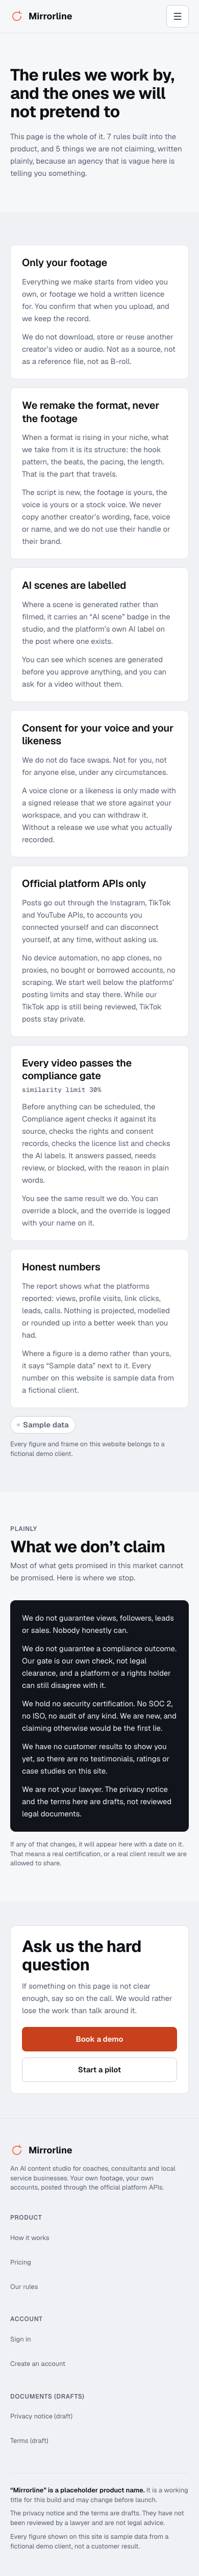 Mirrorline
The rules we work by,
and the ones we will
not pretend to
This page is the whole of it. 7 rules built into the
product, and 5 things we are not claiming, written
plainly, because an agency that is vague here is
telling you something.
Only your footage
Everything we make starts from video you
own, or footage we hold a written licence
for. You confirm that when you upload, and
we keep the record.
We do not download, store or reuse another
creator's video or audio. Not as a source, not
as a reference file, not as B-roll.
We remake the format, never
the footage
When a format is rising in your niche, what
we take from it is its structure: the hook
pattern, the beats, the pacing, the length.
That is the part that travels.
The script is new, the footage is yours, the
voice is yours or a stock voice. We never
copy another creator's wording, face, voice
or name, and we do not use their handle or
their brand.
AI scenes are labelled
Where a scene is generated rather than
filmed, it carries an “AI scene” badge in the
studio, and the platform's own AI label on
the post where one exists.
You can see which scenes are generated
before you approve anything, and you can
ask for a video without them.
Consent for your voice and your
likeness
We do not do face swaps. Not for you, not
for anyone else, under any circumstances.
A voice clone or a likeness is only made with
a signed release that we store against your
workspace, and you can withdraw it.
Without a release we use what you actually
recorded.
Official platform APIs only
Posts go out through the Instagram, TikTok
and YouTube APIs, to accounts you
connected yourself and can disconnect
yourself, at any time, without asking us.
No device automation, no app clones, no
proxies, no bought or borrowed accounts, no
scraping. We start well below the platforms'
posting limits and stay there. While our
TikTok app is still being reviewed, TikTok
posts stay private.
Every video passes the
compliance gate
similarity limit 30%
Before anything can be scheduled, the
Compliance agent checks it against its
source, checks the rights and consent
records, checks the licence list and checks
the AI labels. It answers passed, needs
review, or blocked, with the reason in plain
words.
You see the same result we do. You can
override a block, and the override is logged
with your name on it.
Honest numbers
The report shows what the platforms
reported: views, profile visits, link clicks,
leads, calls. Nothing is projected, modelled
or rounded up into a better week than you
had.
Where a figure is a demo rather than yours,
it says “Sample data” next to it. Every
number on this website is sample data from
a fictional client.
Sample data
Every figure and frame on this website belongs to a
fictional demo client.
PLAINLY
What we don't claim
Most of what gets promised in this market cannot
be promised. Here is where we stop.
We do not guarantee views, followers, leads
or sales. Nobody honestly can.
We do not guarantee a compliance outcome.
Our gate is our own check, not legal
clearance, and a platform or a rights holder
can still disagree with it.
We hold no security certification. No SOC 2,
no ISO, no audit of any kind. We are new, and
claiming otherwise would be the first lie.
We have no customer results to show you
yet, so there are no testimonials, ratings or
case studies on this site.
We are not your lawyer. The privacy notice
and the terms here are drafts, not reviewed
legal documents.
If any of that changes, it will appear here with a date on it.
That means a real certification, or a real client result we are
allowed to share.
Ask us the hard
question
If something on this page is not clear
enough, say so on the call. We would rather
lose the work than talk around it.
Book a demo
Start a pilot
Mirrorline
An AI content studio for coaches, consultants and local
service businesses. Your own footage, your own
accounts, posted through the official platform APIs.
PRODUCT
How it works
Pricing
Our rules
ACCOUNT
Sign in
Create an account
DOCUMENTS (DRAFTS)
Privacy notice (draft)
Terms (draft)
“Mirrorline” is a placeholder product name. It is a working
title for this build and may change before launch.
The privacy notice and the terms are drafts. They have not
been reviewed by a lawyer and are not legal advice.
Every figure shown on this site is sample data from a
fictional demo client, not a customer result.